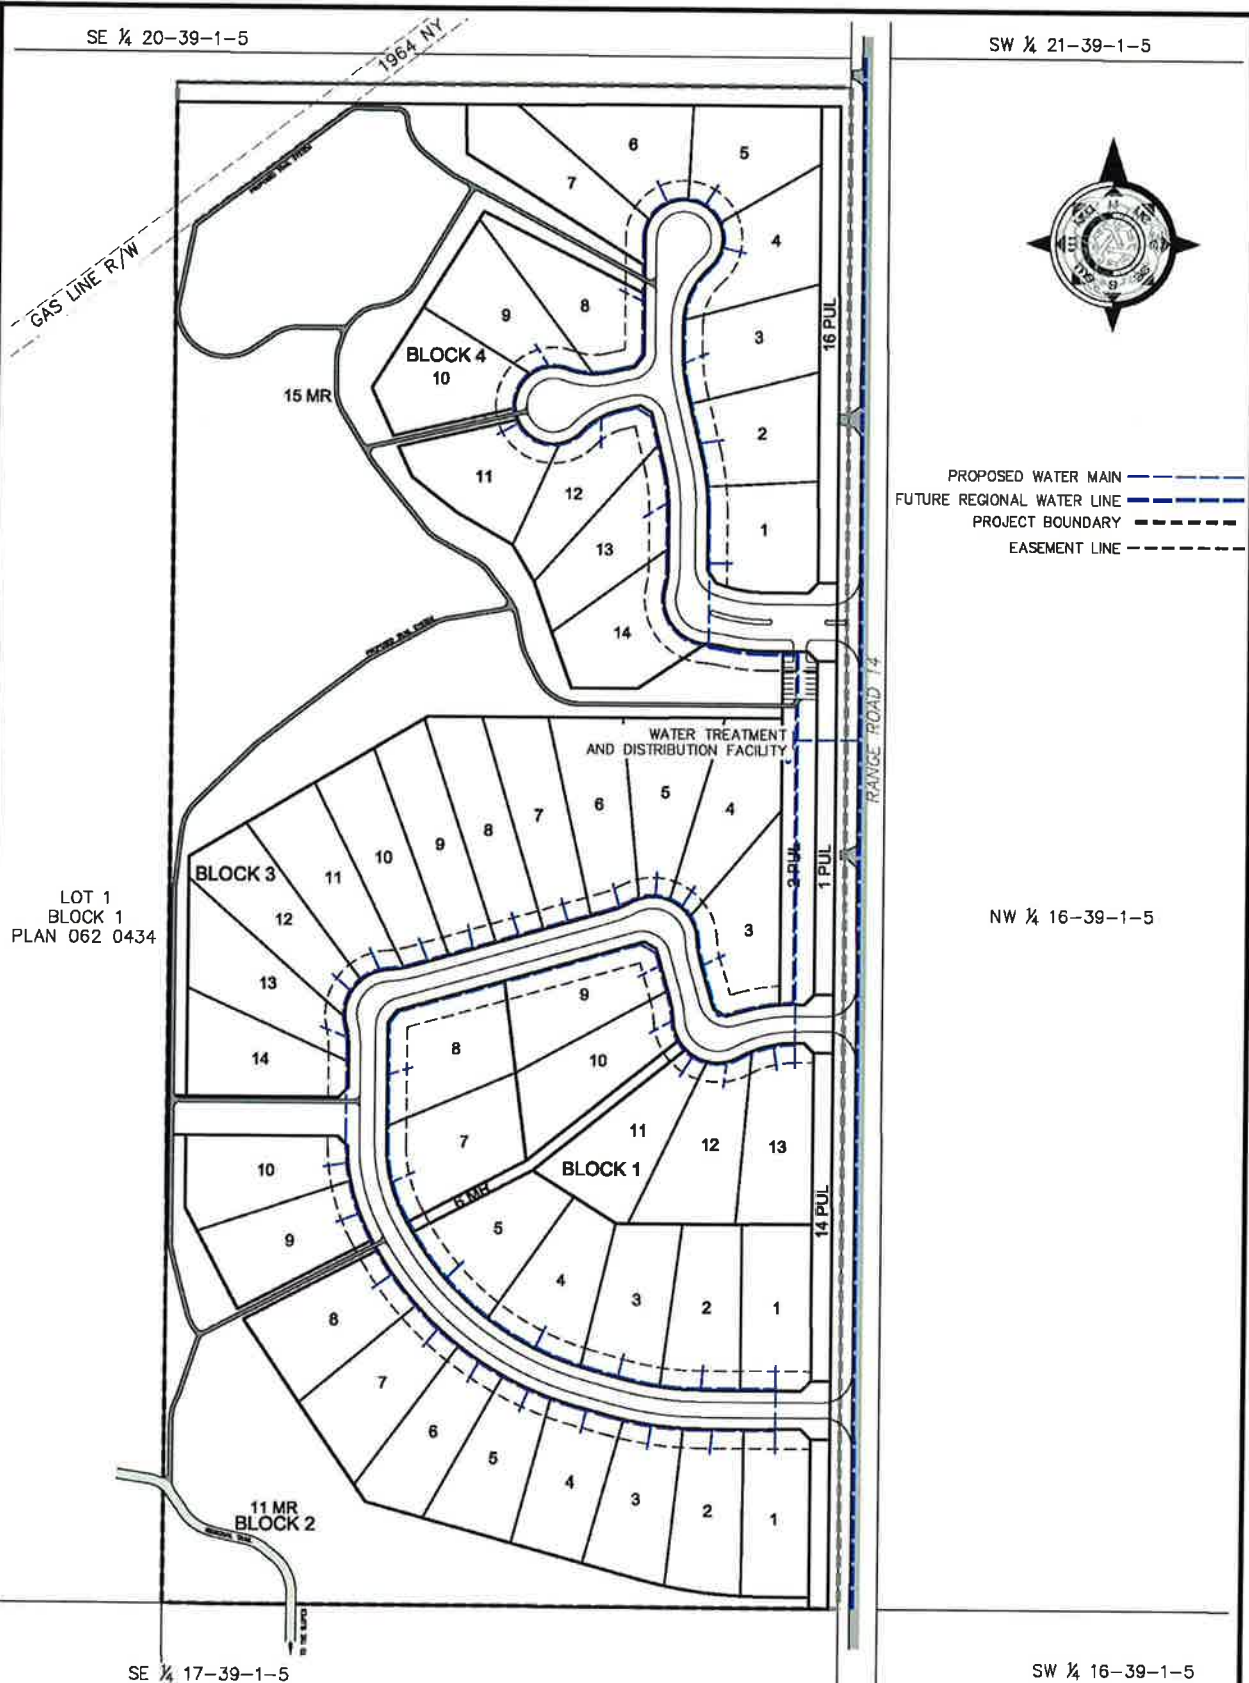 SE ¼ 20-39-1-5
1964 NY
SW ¼ 21-39-1-5
GAS LINE R/W
6
5
7
4
8
9
3
16 PUL
BLOCK 4
10
15 MR
2
11
12
1
13
14
PROPOSED WATER MAIN
FUTURE REGIONAL WATER LINE
PROJECT BOUNDARY
EASEMENT LINE
RANGE ROAD 14
WATER TREATMENT
AND DISTRIBUTION FACILITY
BLOCK 3
14
13
12
11
10
9
8
7
6
5
4
3
2 PUL
1 PUL
LOT 1
BLOCK 1
PLAN 062 0434
NW ¼ 16-39-1-5
9
8
10
7
11
12
13
BLOCK 1
6 MR
14 PUL
5
4
3
2
1
10
9
8
7
6
5
4
3
2
1
11 MR
BLOCK 2
REGIONAL TRAIL
SE ¼ 17-39-1-5
SW ¼ 16-39-1-5